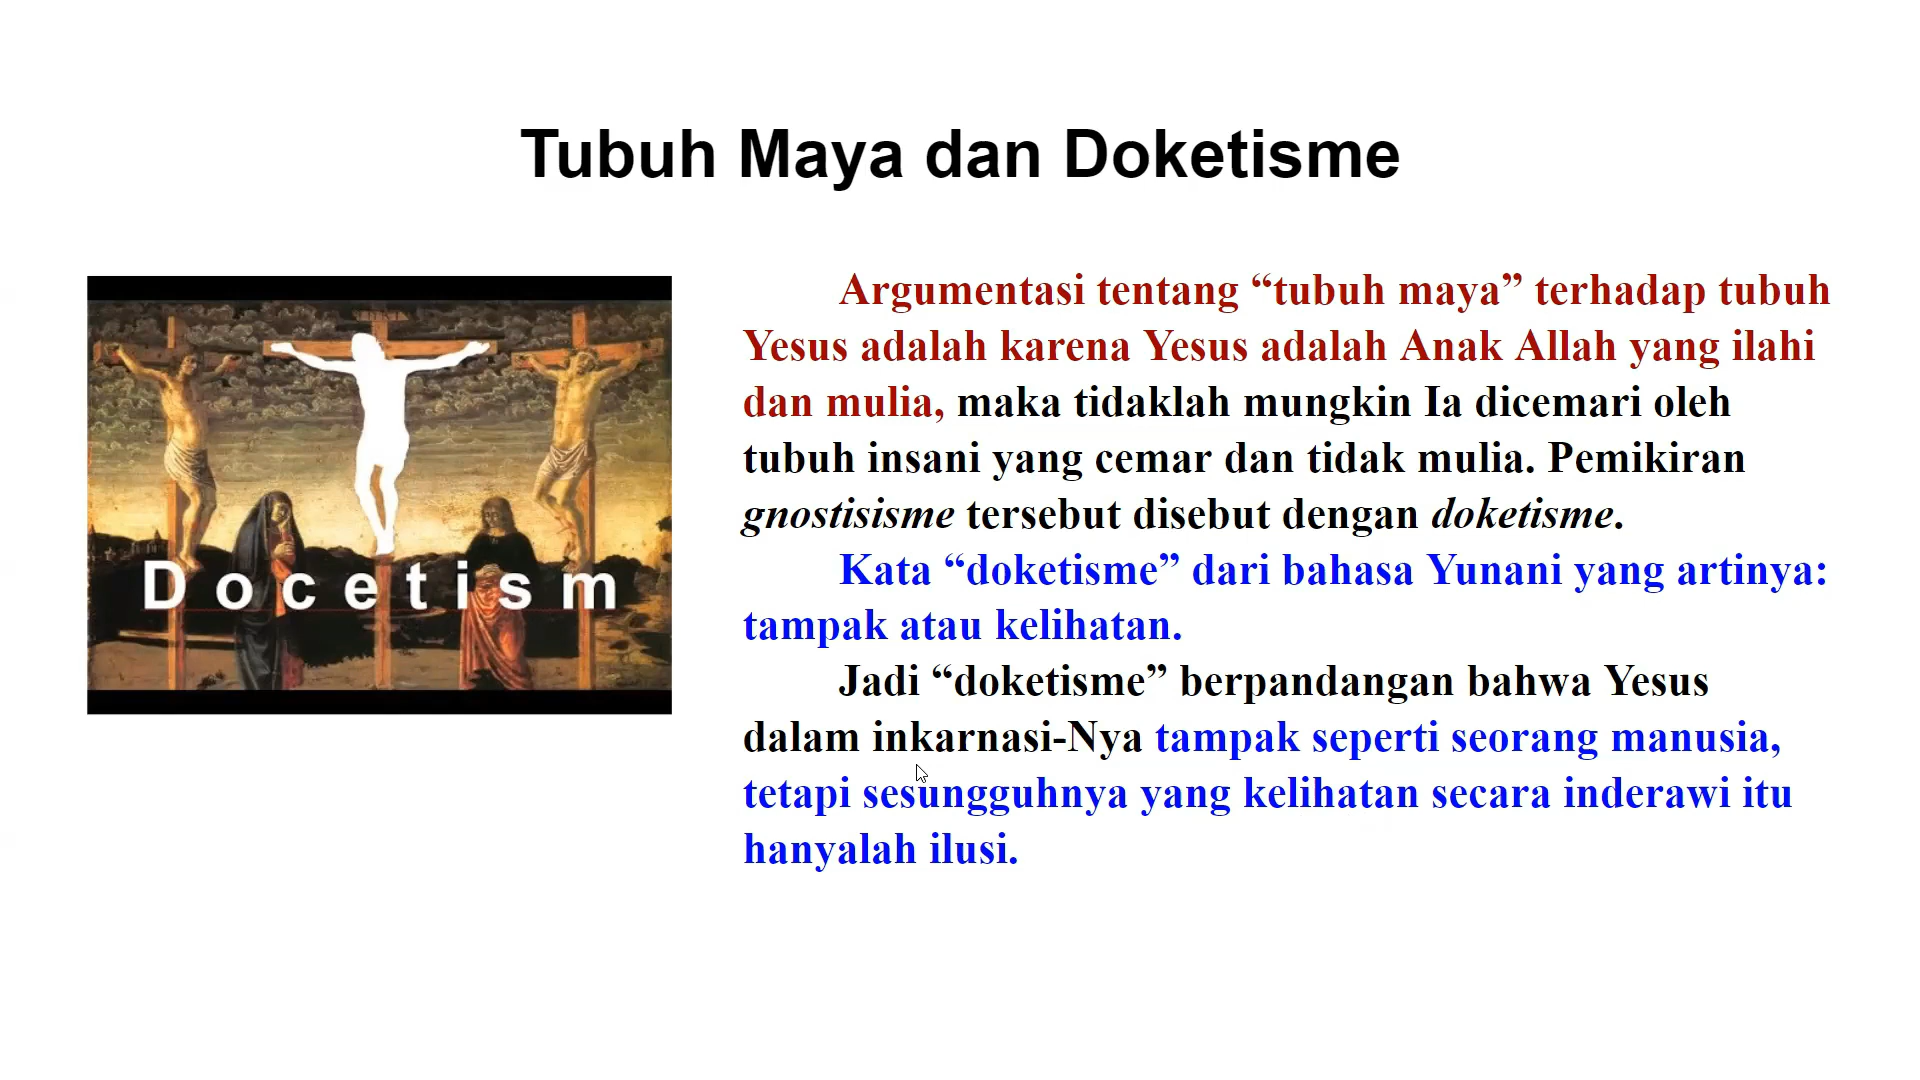 Tubuh Maya dan Doketisme
Docetism
Argumentasi tentang “tubuh maya” terhadap tubuh
Yesus adalah karena Yesus adalah Anak Allah yang ilahi
dan mulia, maka tidaklah mungkin Ia dicemari oleh
tubuh insani yang cemar dan tidak mulia. Pemikiran
gnostisisme tersebut disebut dengan doketisme.
Kata “doketisme” dari bahasa Yunani yang artinya:
tampak atau kelihatan.
Jadi “doketisme” berpandangan bahwa Yesus
dalam inkarnasi-Nya tampak seperti seorang manusia,
tetapi sesungguhnya yang kelihatan secara inderawi itu
hanyalah ilusi.